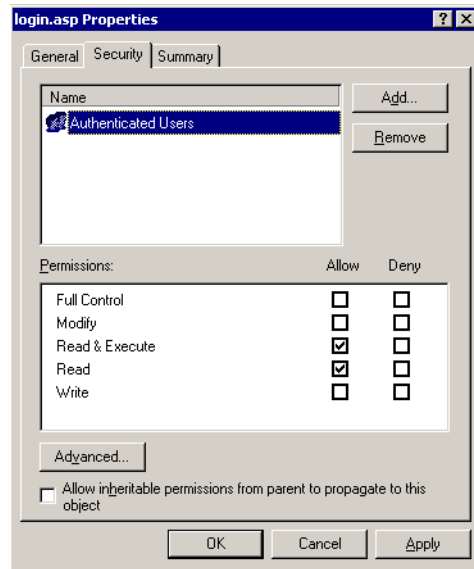 login.asp Properties
General Security Summary
Name
Add...
Authenticated Users
Remove
Permissions: Allow Deny
Full Control
Modify
Read & Execute
Read
Write
Advanced...
Allow inheritable permissions from parent to propagate to this
object
OK Cancel Apply